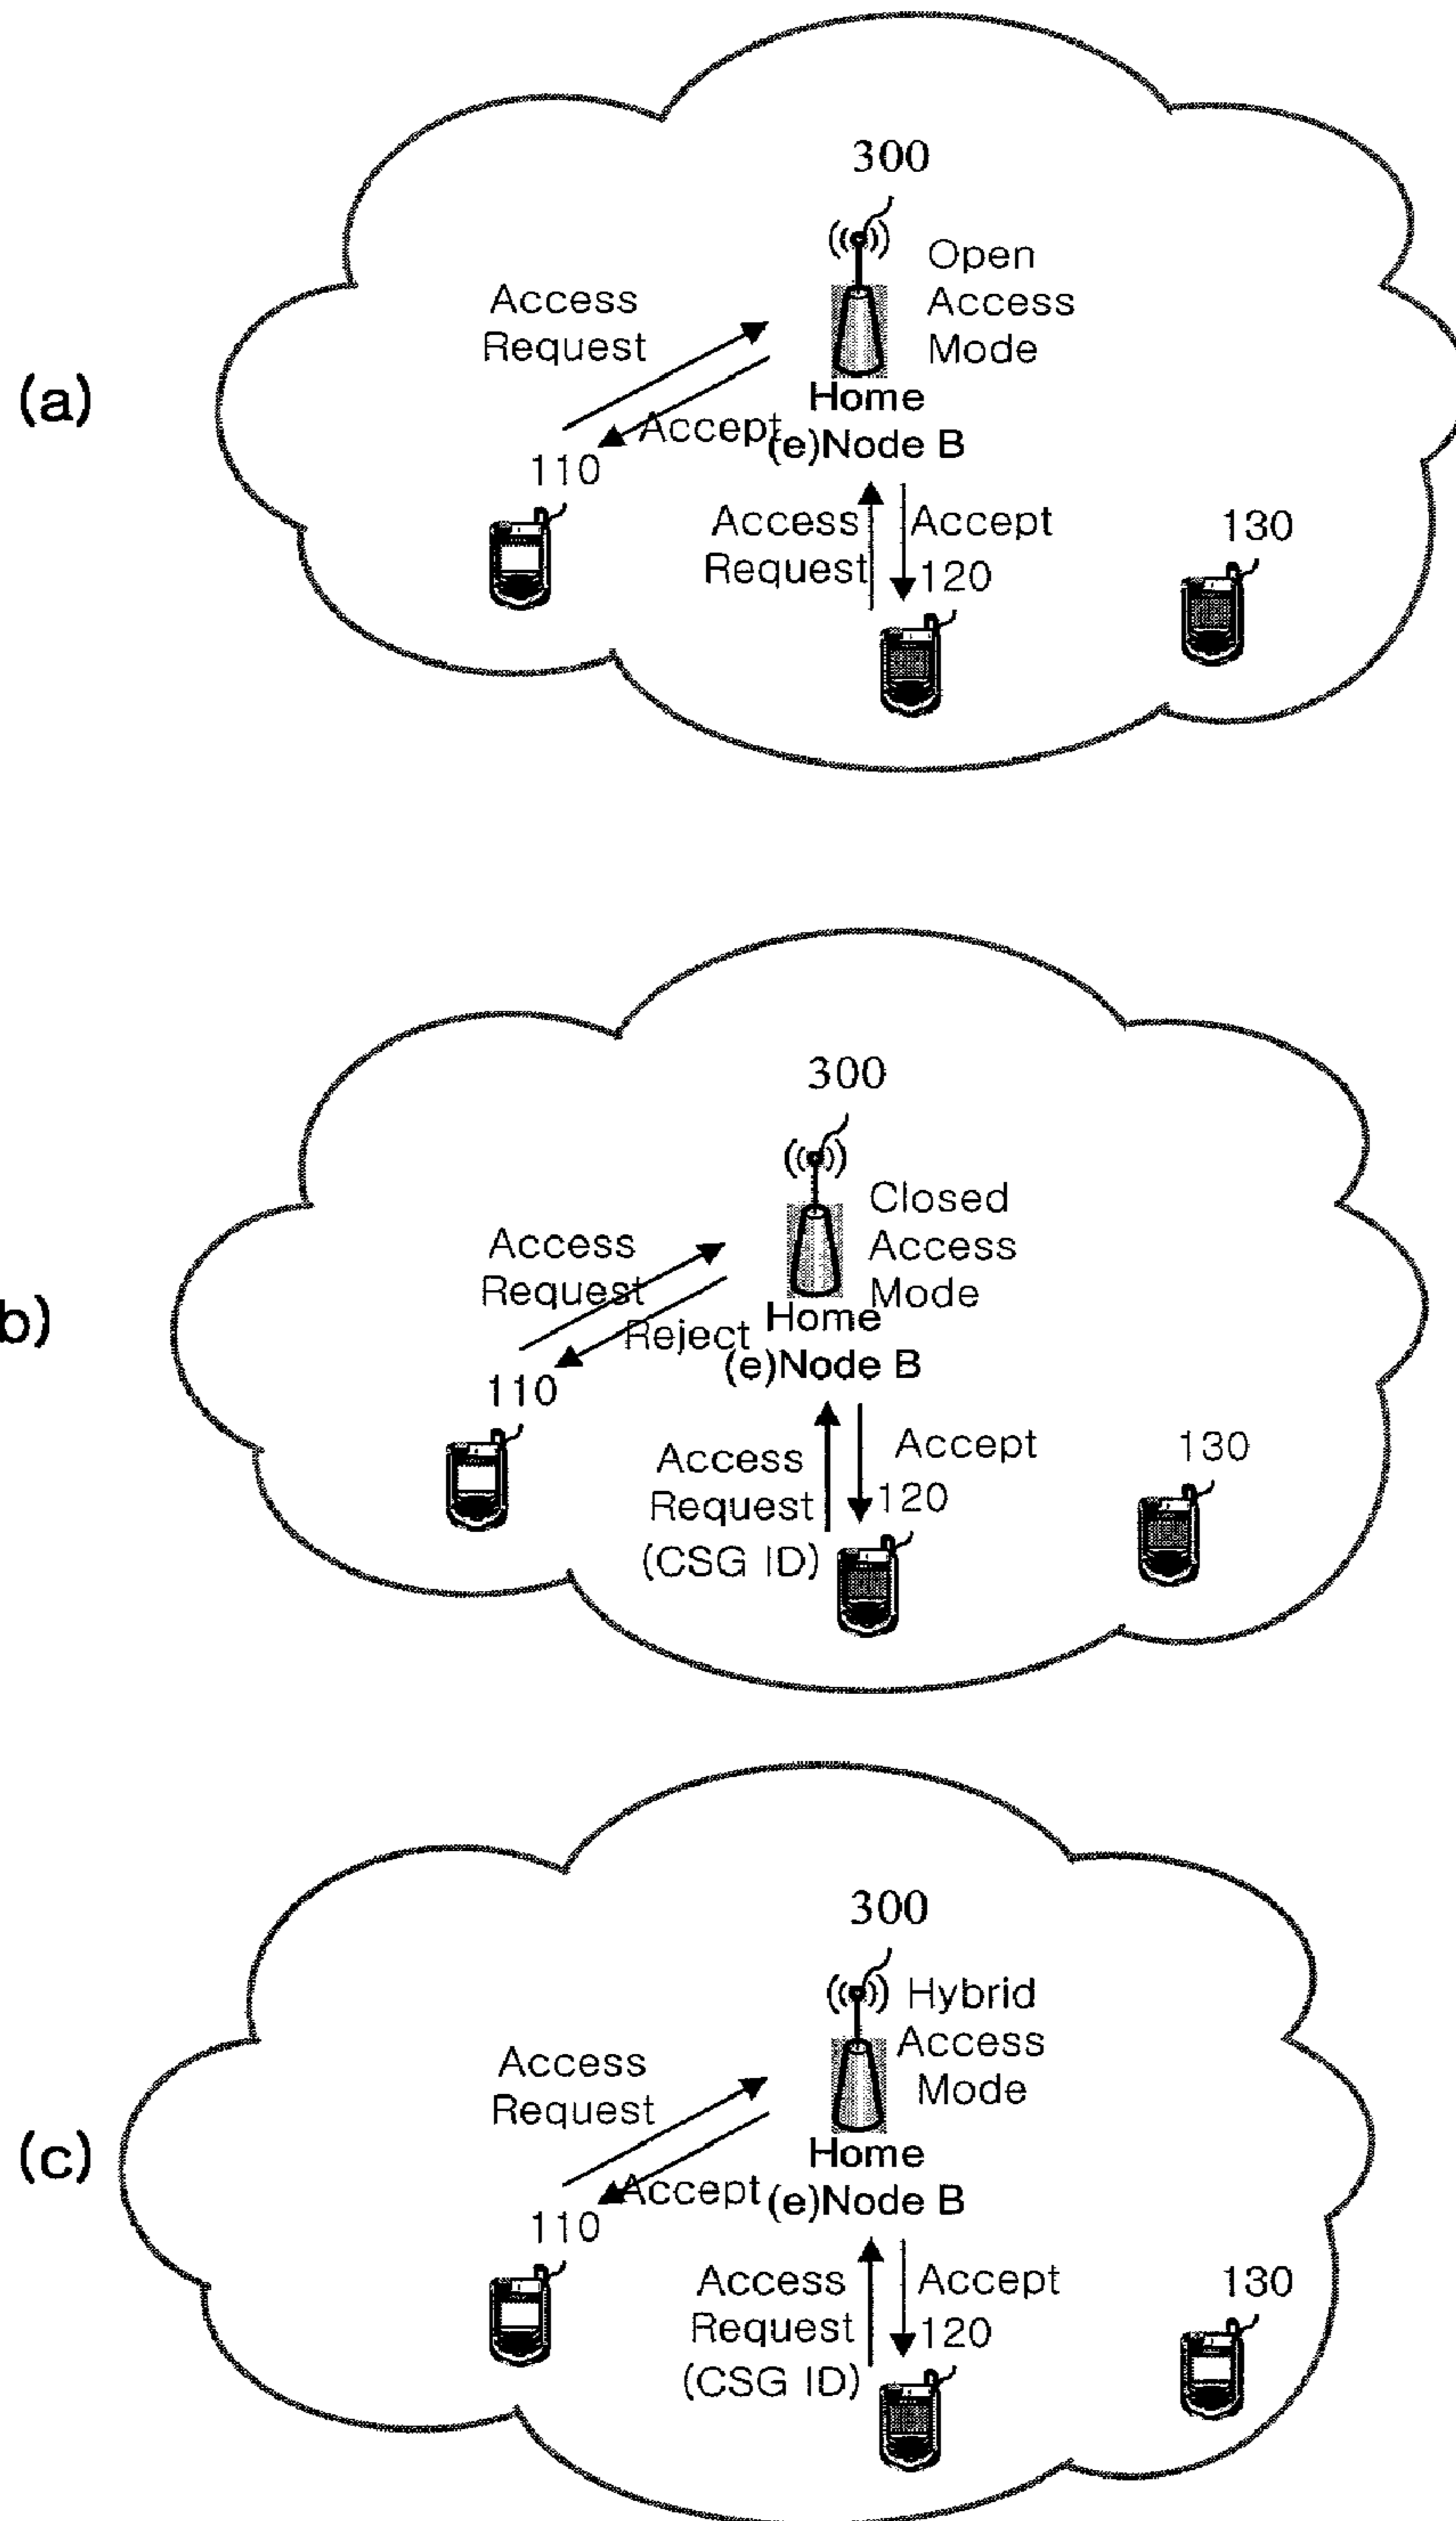 (a)
300
Open
Access
Mode
Access
Request
Accept
Home
(e)Node B
110
Access
Request
Accept
120
130
b)
300
Closed
Access
Mode
Access
Request
Reject
Home
(e)Node B
110
Access
Request
(CSG ID)
Accept
120
130
(c)
300
Hybrid
Access
Mode
Access
Request
Accept
Home
(e)Node B
110
Access
Request
(CSG ID)
Accept
120
130